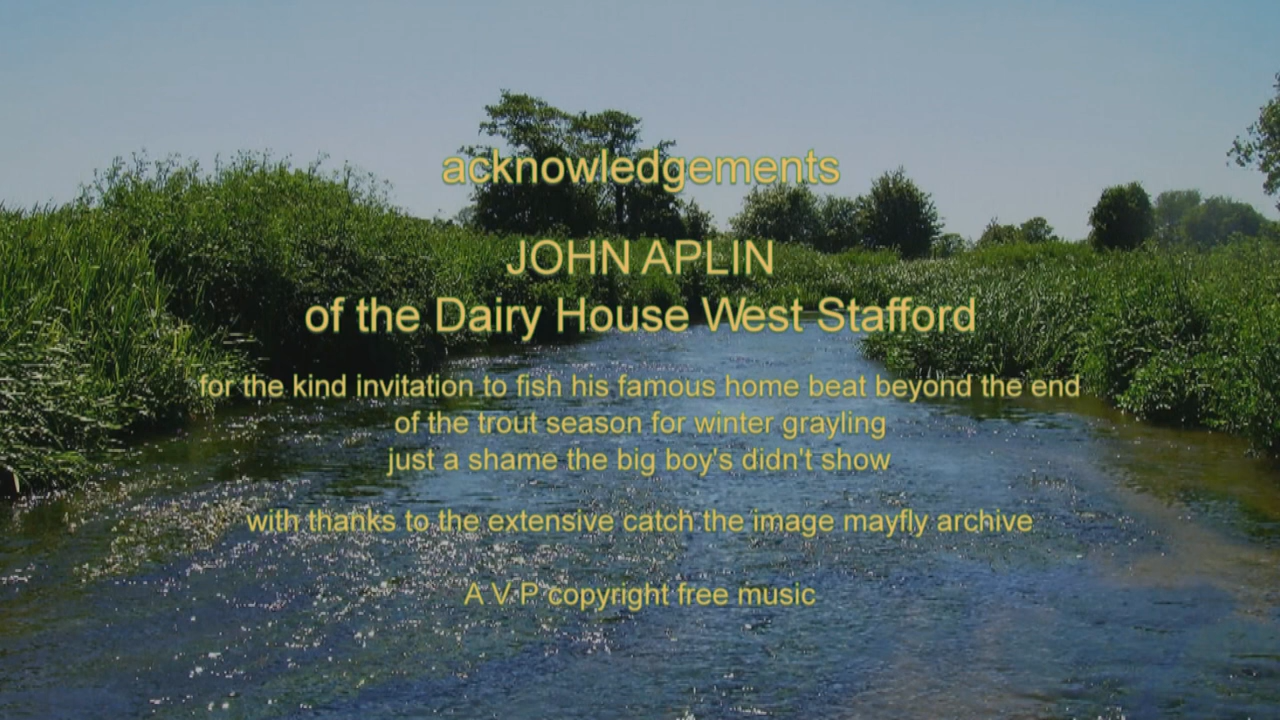 acknowledgements
JOHN APLIN
of the Dairy House West Stafford
for the kind invitation to fish his famous home beat beyond the end
of the trout season for winter grayling
just a shame the big boy's didn't show
with thanks to the extensive catch the image mayfly archive
A V P copyright free music